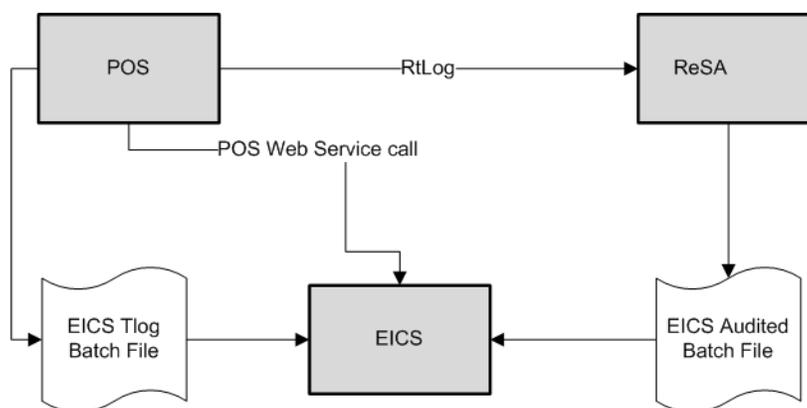 POS
RtLog
ReSA
POS Web Service call
EICS Tlog
Batch File
EICS
EICS Audited
Batch File